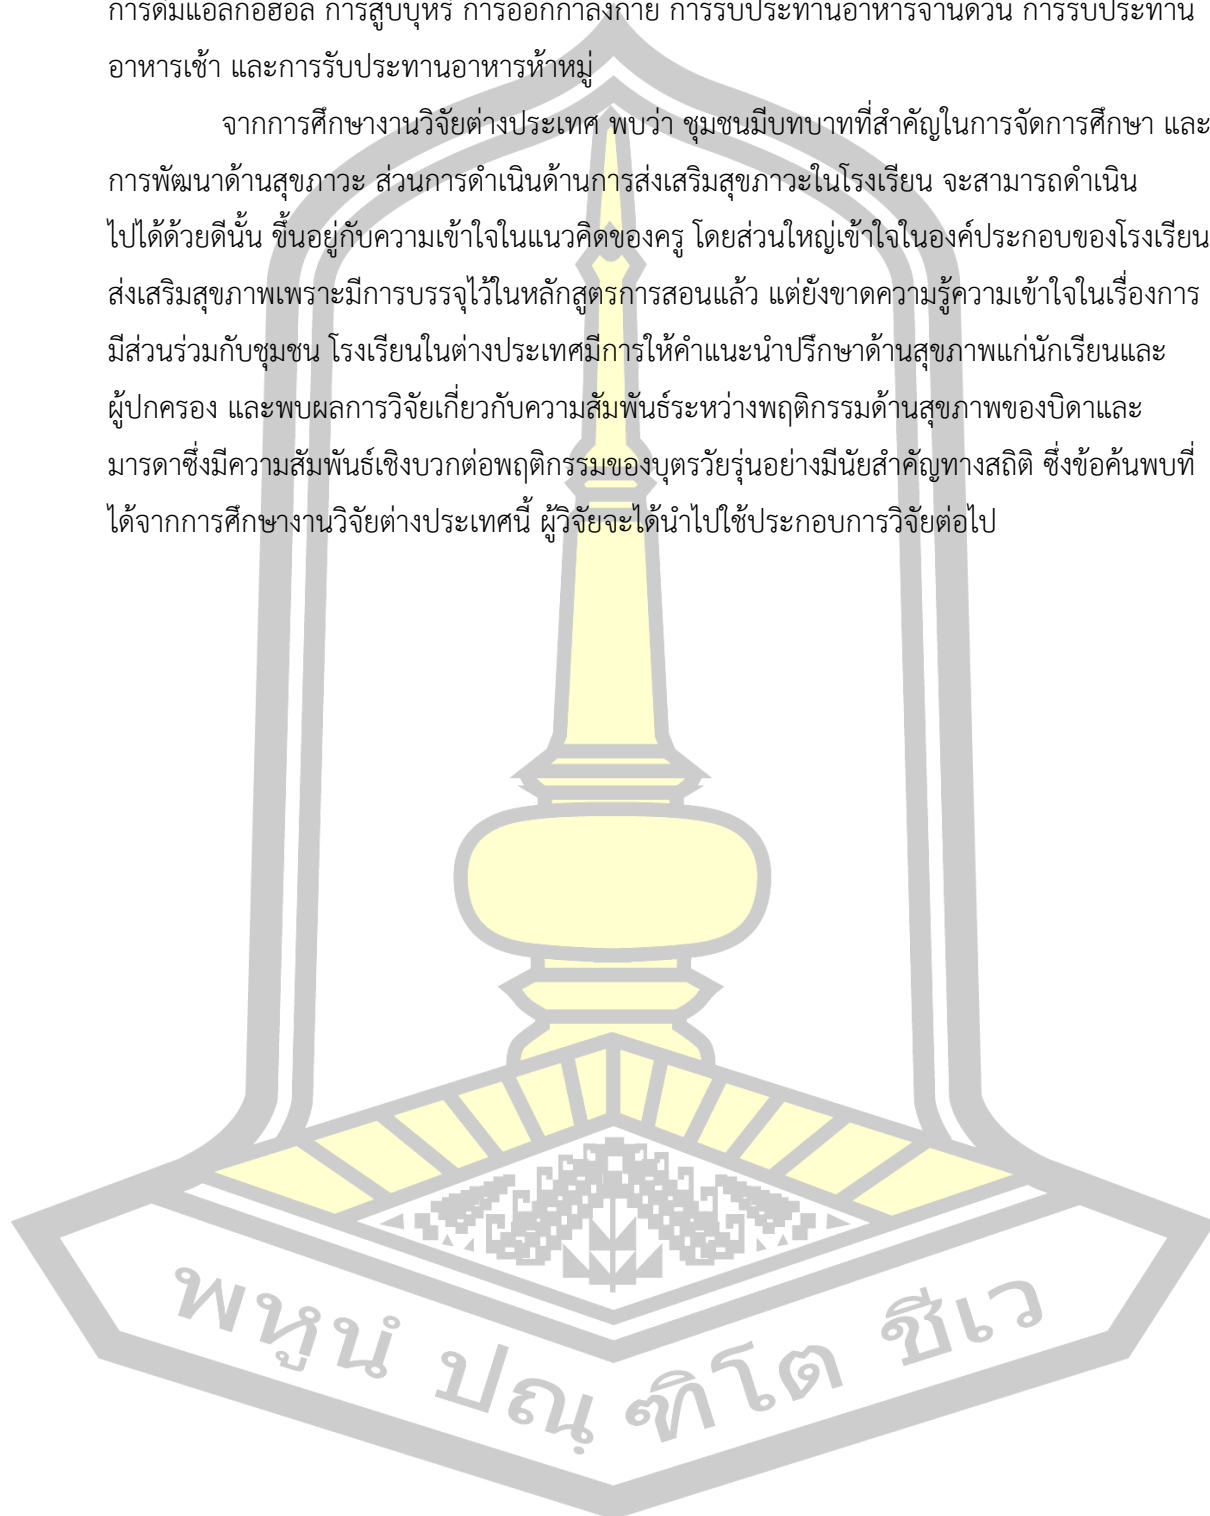 การดื่มแอลกอฮอล์ การสูบบุหรี่ การออกกำลังกาย การรับประทานอาหารจานด่วน การรับประทาน
อาหารเช้า และการรับประทานอาหารห้าหมู่
จากการศึกษางานวิจัยต่างประเทศ พบว่า ชุมชนมีบทบาทที่สำคัญในการจัดการศึกษา และ
การพัฒนาด้านสุขภาวะ ส่วนการดำเนินด้านการส่งเสริมสุขภาวะในโรงเรียน จะสามารถดำเนิน
ไปได้ด้วยดีนั้น ขึ้นอยู่กับความเข้าใจในแนวคิดของครู โดยส่วนใหญ่เข้าใจในองค์ประกอบของโรงเรียน
ส่งเสริมสุขภาพเพราะมีการบรรจุไว้ในหลักสูตรการสอนแล้ว แต่ยังขาดความรู้ความเข้าใจในเรื่องการ
มีส่วนร่วมกับชุมชน โรงเรียนในต่างประเทศมีการให้คำแนะนำปรึกษาด้านสุขภาพแก่นักเรียนและ
ผู้ปกครอง และพบผลการวิจัยเกี่ยวกับความสัมพันธ์ระหว่างพฤติกรรมด้านสุขภาพของบิดาและ
มารดาซึ่งมีความสัมพันธ์เชิงบวกต่อพฤติกรรมของบุตรวัยรุ่นอย่างมีนัยสำคัญทางสถิติ ซึ่งข้อค้นพบที่
ได้จากการศึกษางานวิจัยต่างประเทศนี้ ผู้วิจัยจะได้นำไปใช้ประกอบการวิจัยต่อไป
พหูนํ ปณฺฑิโต ชีเว